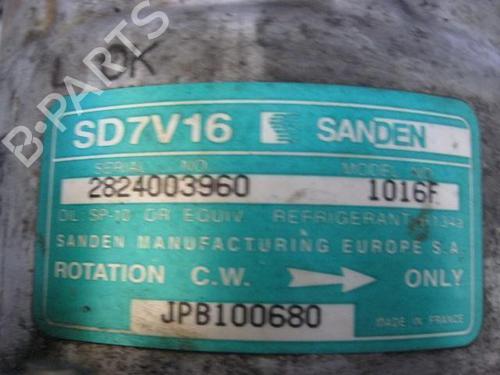 OK
B-PARTS
SD7V16 SANDEN
SERIAL NO. MODEL NO.
2824003960 1016F
OIL: SP-10 OR EQUIV. REFRIGERANT: R134a
SANDEN MANUFACTURING EUROPE S.A.
ROTATION C.W. ONLY
JPB100680
MADE IN FRANCE